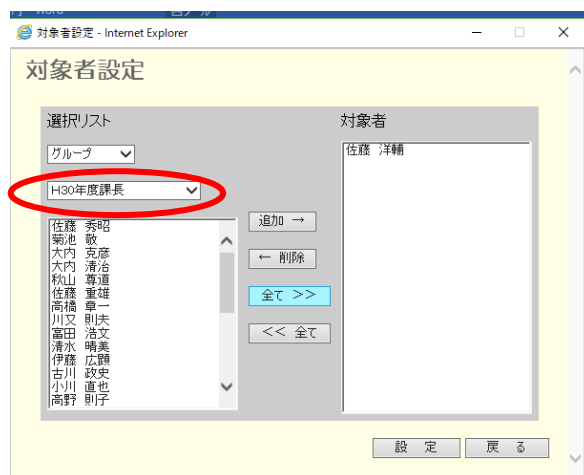 対象者設定 - Internet Explorer
対象者設定
選択リスト
対象者
グループ
H30年度課長
佐藤 秀昭
菊池 敬
大内 克彦
大内 清治
秋山 尊道
佐藤 重雄
高橋 章一
川又 則夫
冨田 浩文
清水 晴美
伊藤 広顕
古川 政史
小川 直也
高野 則子
追加 →
← 削除
全て >>
<< 全て
佐藤 洋輔
設 定
戻 る